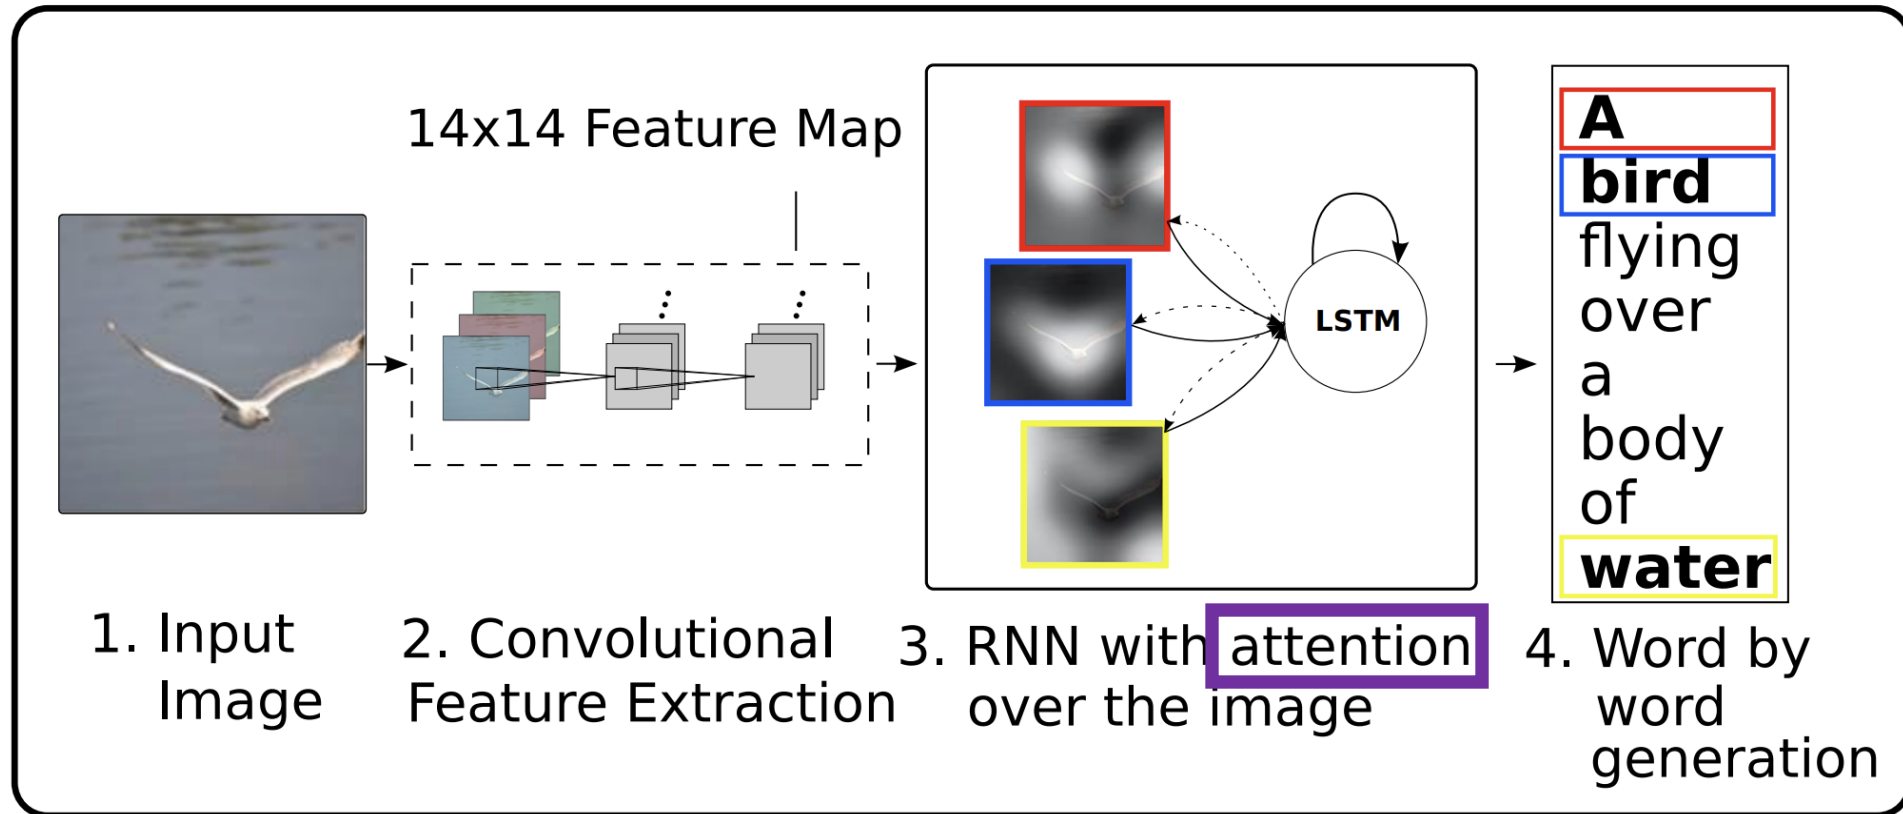 14x14 Feature Map
LSTM
A
bird
flying
over
a
body
of
water
1. Input
Image
2. Convolutional
Feature Extraction
3. RNN with attention
over the image
4. Word by
word
generation